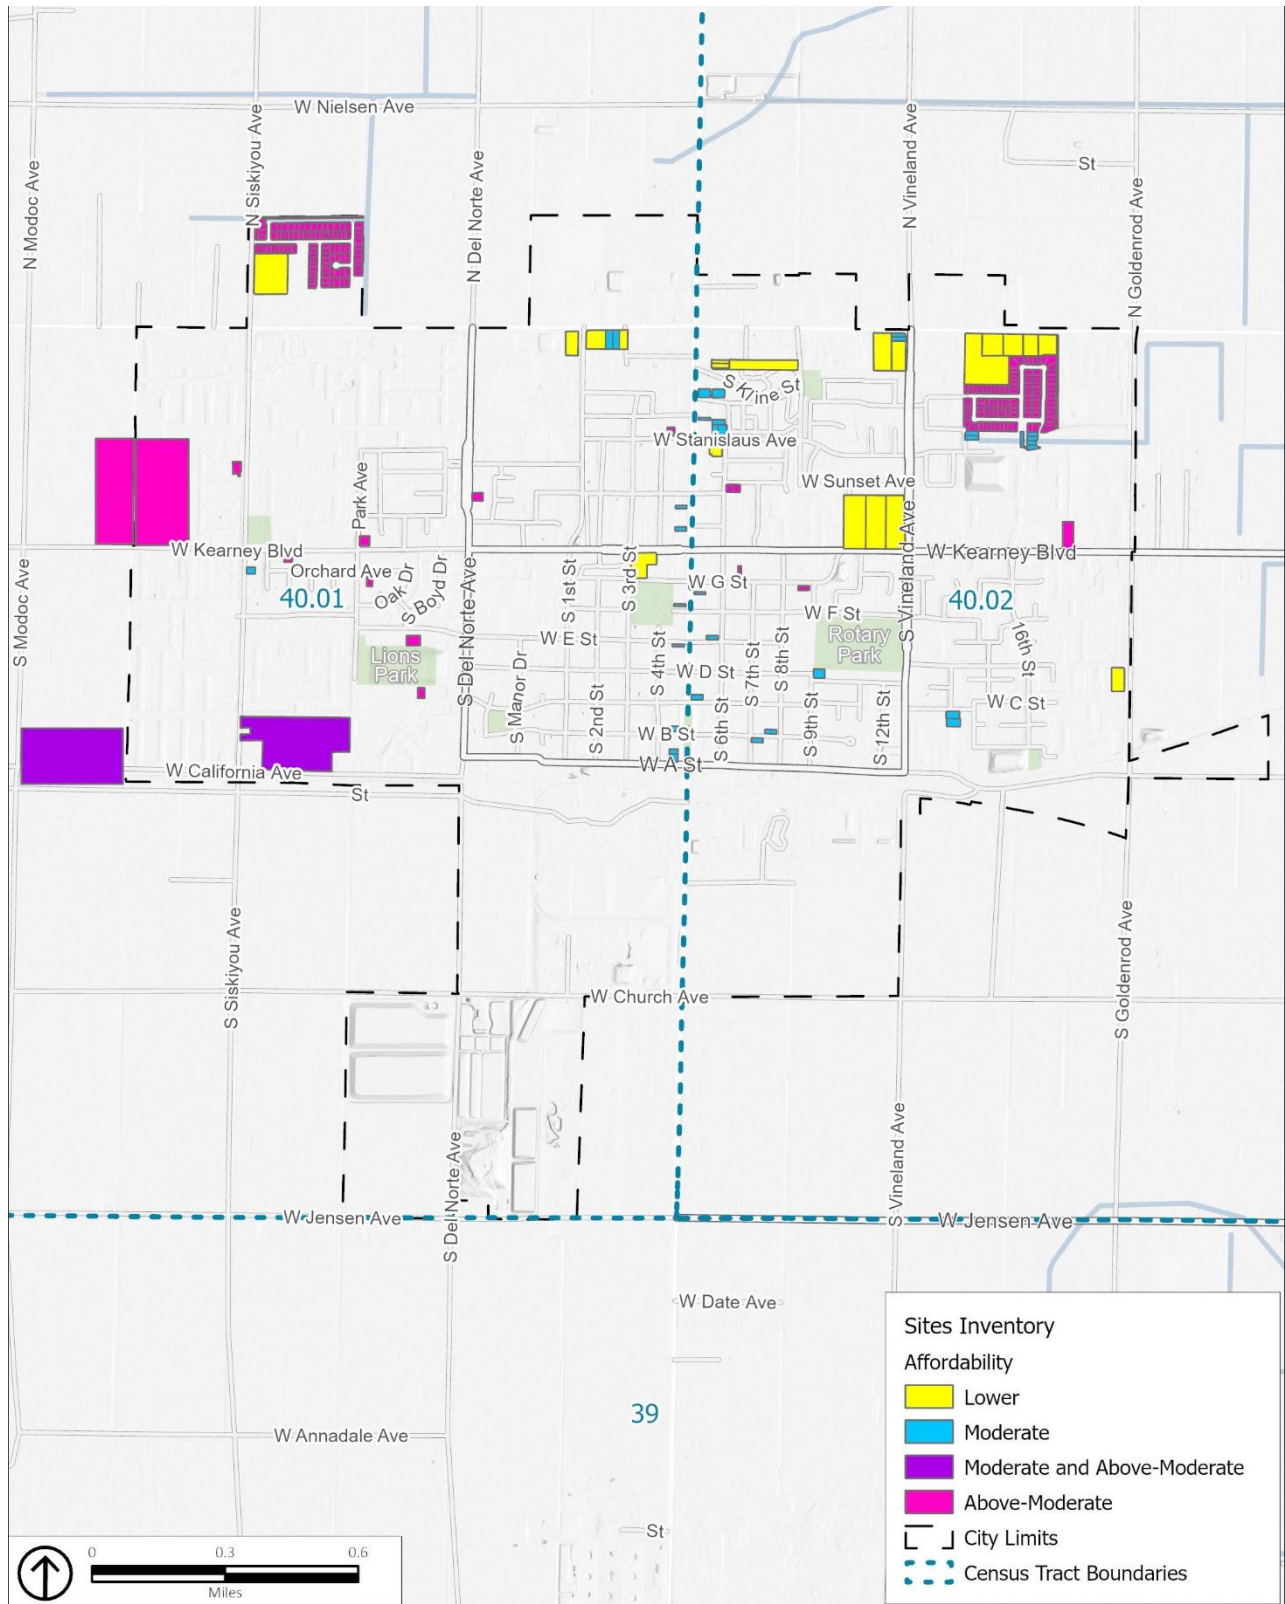 W Nielsen Ave
N Modoc Ave
N Siskiyou Ave
N Del Norte Ave
N Vineland Ave
St
N Goldenrod Ave
S Kline St
W Stanislaus Ave
W Sunset Ave
Park Ave
W Kearney Blvd
W Kearney Blvd
Orchard Ave
40.01
Oak Dr
S Boyd Dr
S Modoc Ave
S Del Norte Ave
S 1st St
S 3rd St
W G St
W F St
40.02
S Vineland Ave
W E St
Lions
Park
Rotary
Park
16th St
S Manor Dr
S 2nd St
S 4th St
W D St
S 6th St
S 7th St
S 8th St
S 9th St
S 12th St
W C St
W B St
W A St
W California Ave
St
S Siskiyou Ave
W Church Ave
S Goldenrod Ave
S Del Norte Ave
S Vineland Ave
W Jensen Ave
W Jensen Ave
W Date Ave
39
W Annadale Ave
St
Sites Inventory
Affordability
Lower
Moderate
Moderate and Above-Moderate
Above-Moderate
City Limits
Census Tract Boundaries
0 0.3 0.6
Miles